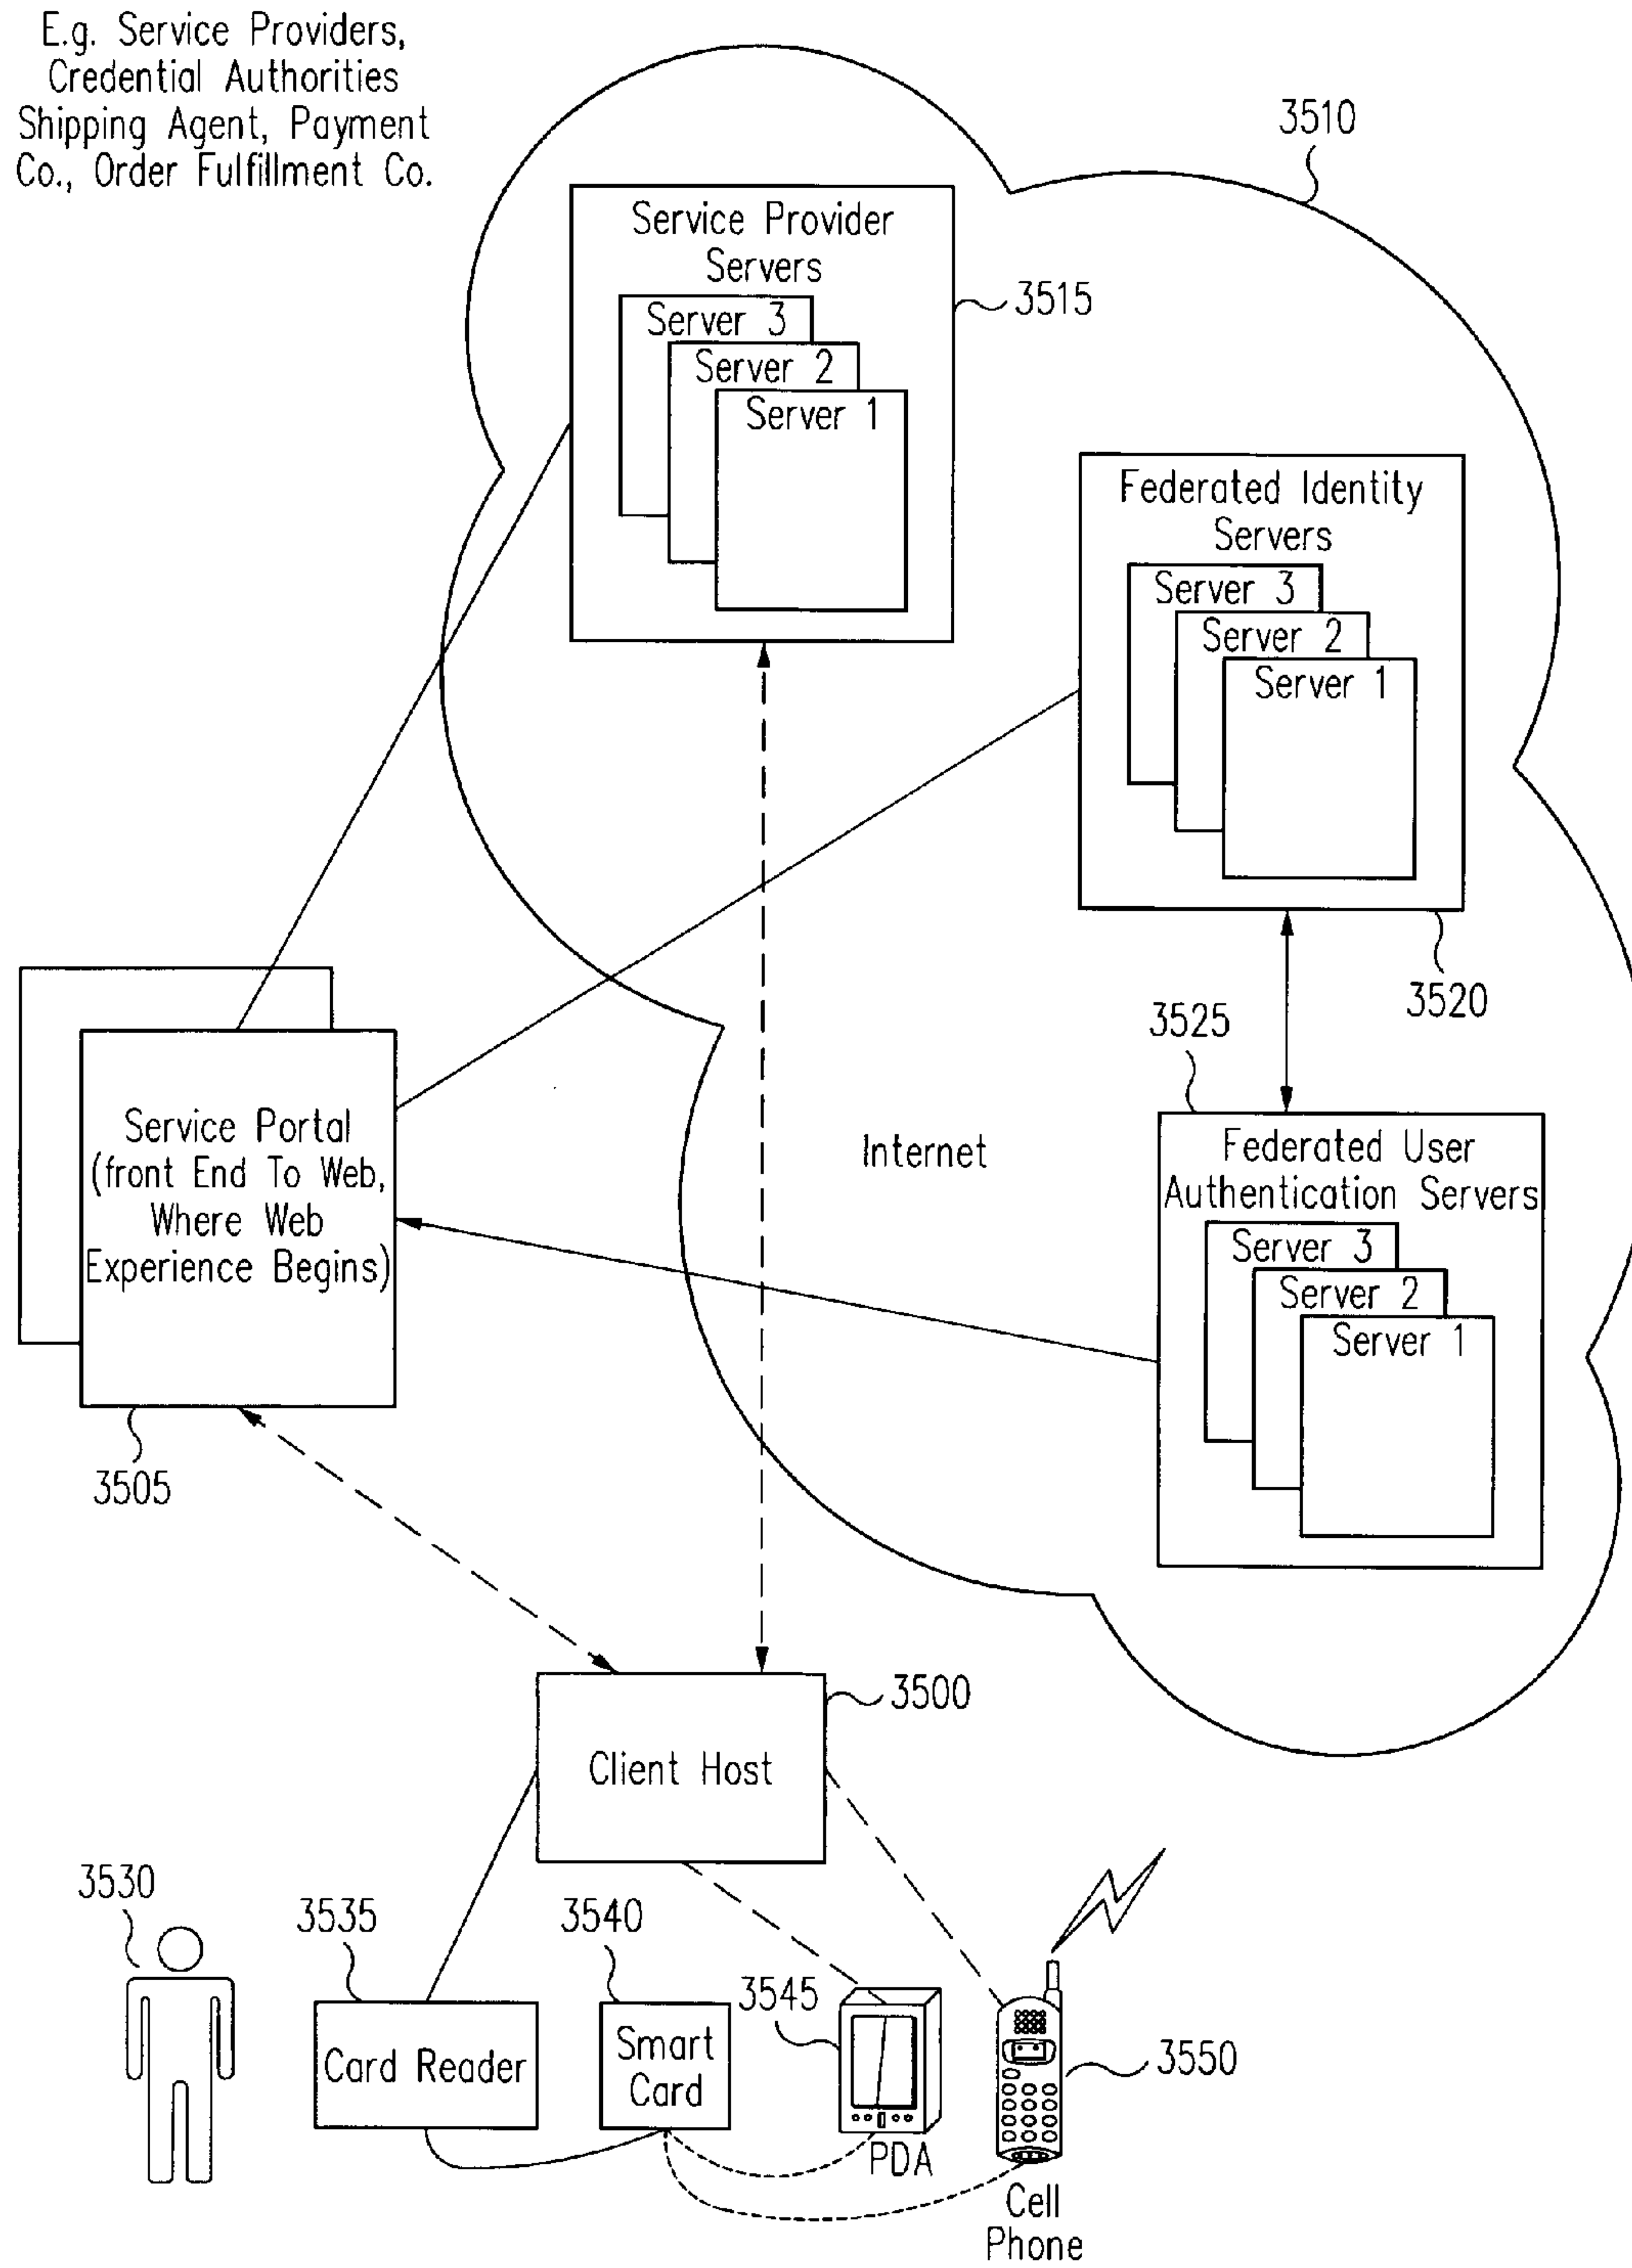 E.g. Service Providers,
Credential Authorities
Shipping Agent, Payment
Co., Order Fulfillment Co.
3510
Service Provider
Servers
Server 3
Server 2
Server 1
3515
Federated Identity
Servers
Server 3
Server 2
Server 1
3520
3525
Service Portal
(front End To Web,
Where Web
Experience Begins)
3505
Internet
Federated User
Authentication Servers
Server 3
Server 2
Server 1
3500
Client Host
3530
3535
Card Reader
3540
Smart
Card
3545
PDA
3550
Cell
Phone